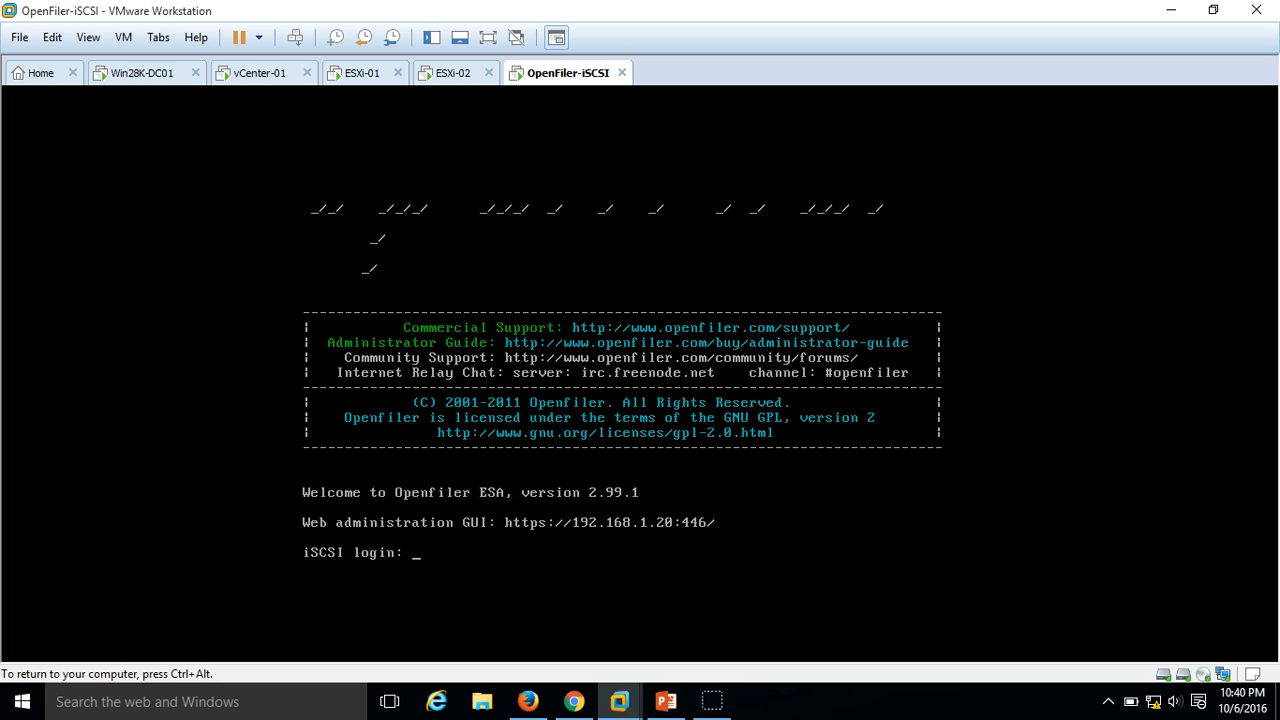 OpenFiler-iSCSI - VMware Workstation
File Edit View VM Tabs Help
Home Win28K-DC01 vCenter-01 ESXi-01 ESXi-02 OpenFiler-iSCSI
Commercial Support: http://www.openfiler.com/support/
Administrator Guide: http://www.openfiler.com/buy/administrator-guide
Community Support: http://www.openfiler.com/community/forums/
Internet Relay Chat: server: irc.freenode.net channel: #openfiler
(C) 2001-2011 Openfiler. All Rights Reserved.
Openfiler is licensed under the terms of the GNU GPL, version 2
http://www.gnu.org/licenses/gpl-2.0.html
Welcome to Openfiler ESA, version 2.99.1
Web administration GUI: https://192.168.1.20:446/
iSCSI login: _
To return to your computer, press Ctrl+Alt.
Search the web and Windows
10:40 PM
10/6/2016